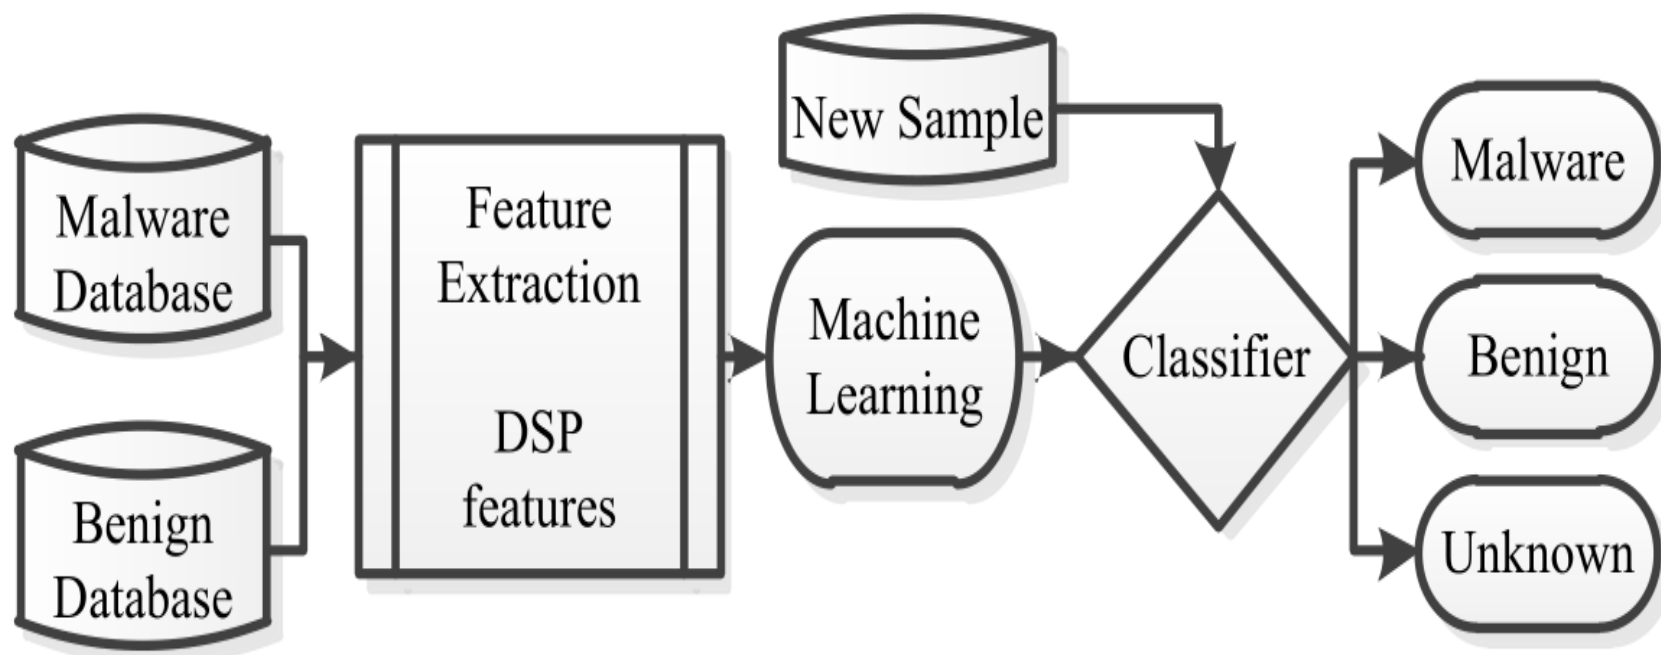 Malware
Database
Benign
Database
Feature
Extraction
DSP
features
New Sample
Machine
Learning
Classifier
Malware
Benign
Unknown